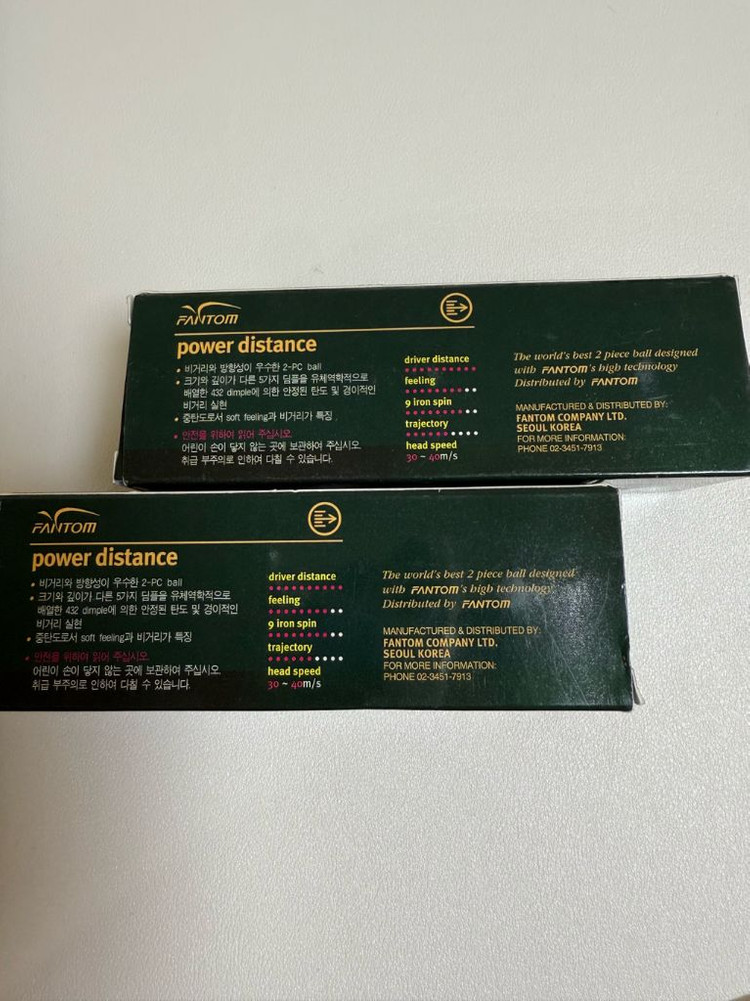 FANTOM
power distance
• 비거리와 방향성이 우수한 2-PC ball
• 크기와 깊이가 다른 5가지 딤플을 유체역학적으로
배열한 432 dimple에 의한 안정된 탄도 및 경이적인
비거리 실현
• 중탄도로서 soft feeling과 비거리가 특징
• 안전을 위하여 읽어 주십시오.
어린이 손이 닿지 않는 곳에 보관하여 주십시오.
취급 부주의로 인하여 다칠 수 있습니다.
driver distance
feeling
9 iron spin
trajectory
head speed
30 ~ 40m/s
The world's best 2 piece ball designed
with FANTOM's high technology
Distributed by FANTOM
MANUFACTURED & DISTRIBUTED BY:
FANTOM COMPANY LTD.
SEOUL KOREA
FOR MORE INFORMATION:
PHONE 02-3451-7913
FANTOM
power distance
• 비거리와 방향성이 우수한 2-PC ball
• 크기와 깊이가 다른 5가지 딤플을 유체역학적으로
배열한 432 dimple에 의한 안정된 탄도 및 경이적인
비거리 실현
• 중탄도로서 soft feeling과 비거리가 특징
• 안전을 위하여 읽어 주십시오.
어린이 손이 닿지 않는 곳에 보관하여 주십시오.
취급 부주의로 인하여 다칠 수 있습니다.
driver distance
feeling
9 iron spin
trajectory
head speed
30 ~ 40m/s
The world's best 2 piece ball designed
with FANTOM's high technology
Distributed by FANTOM
MANUFACTURED & DISTRIBUTED BY:
FANTOM COMPANY LTD.
SEOUL KOREA
FOR MORE INFORMATION:
PHONE 02-3451-7913